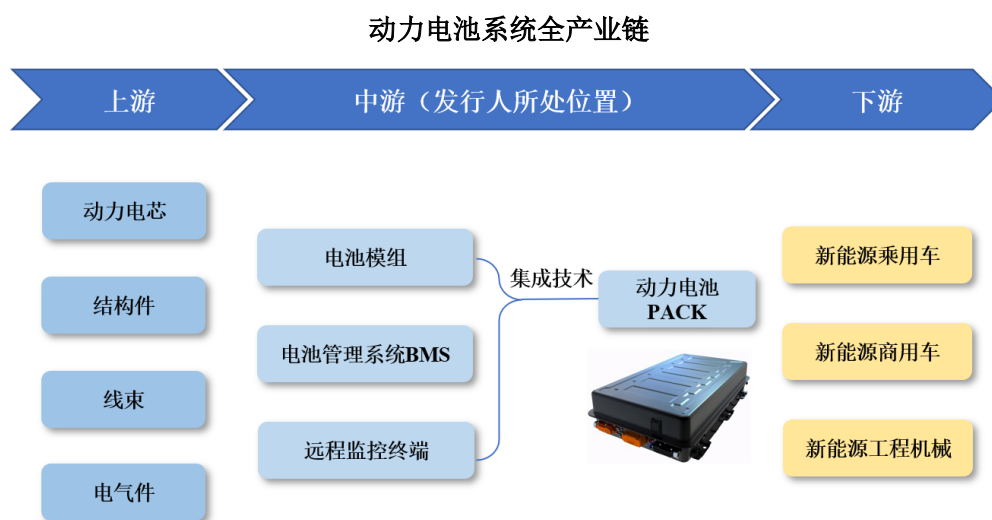 动力电池系统全产业链
上游
中游（发行人所处位置）
下游
动力电芯
结构件
线束
电气件
电池模组
电池管理系统BMS
远程监控终端
集成技术
动力电池
PACK
新能源乘用车
新能源商用车
新能源工程机械